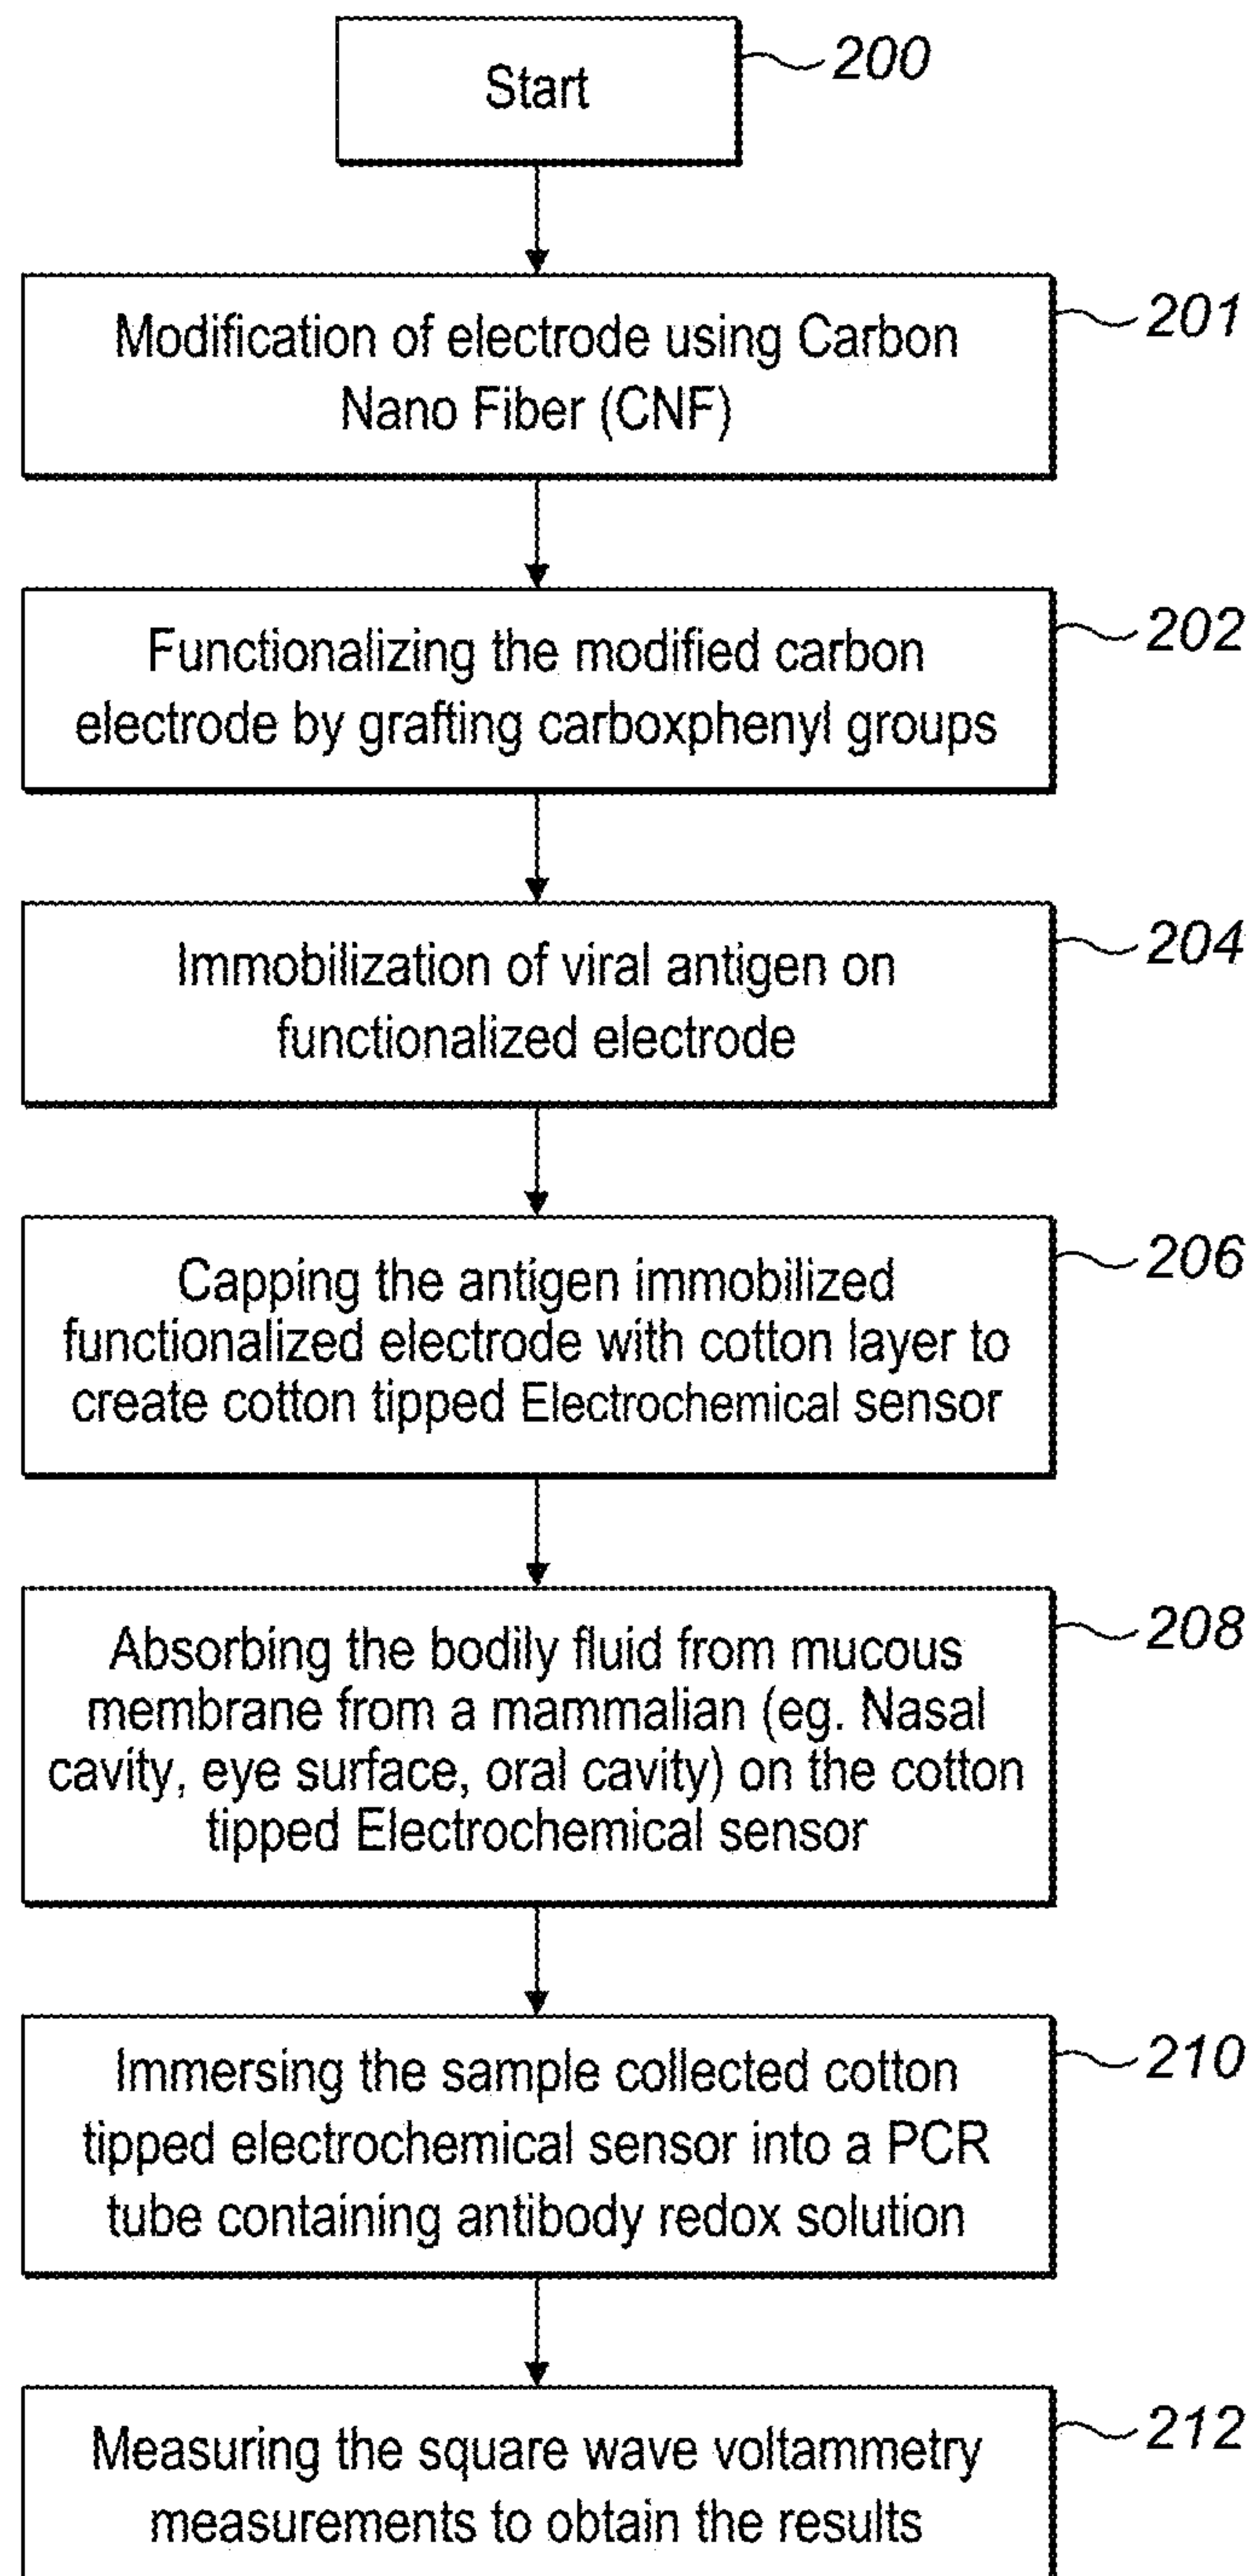 Start
200
Modification of electrode using Carbon
Nano Fiber (CNF)
201
Functionalizing the modified carbon
electrode by grafting carboxphenyl groups
202
Immobilization of viral antigen on
functionalized electrode
204
Capping the antigen immobilized
functionalized electrode with cotton layer to
create cotton tipped Electrochemical sensor
206
Absorbing the bodily fluid from mucous
membrane from a mammalian (eg. Nasal
cavity, eye surface, oral cavity) on the cotton
tipped Electrochemical sensor
208
Immersing the sample collected cotton
tipped electrochemical sensor into a PCR
tube containing antibody redox solution
210
Measuring the square wave voltammetry
measurements to obtain the results
212